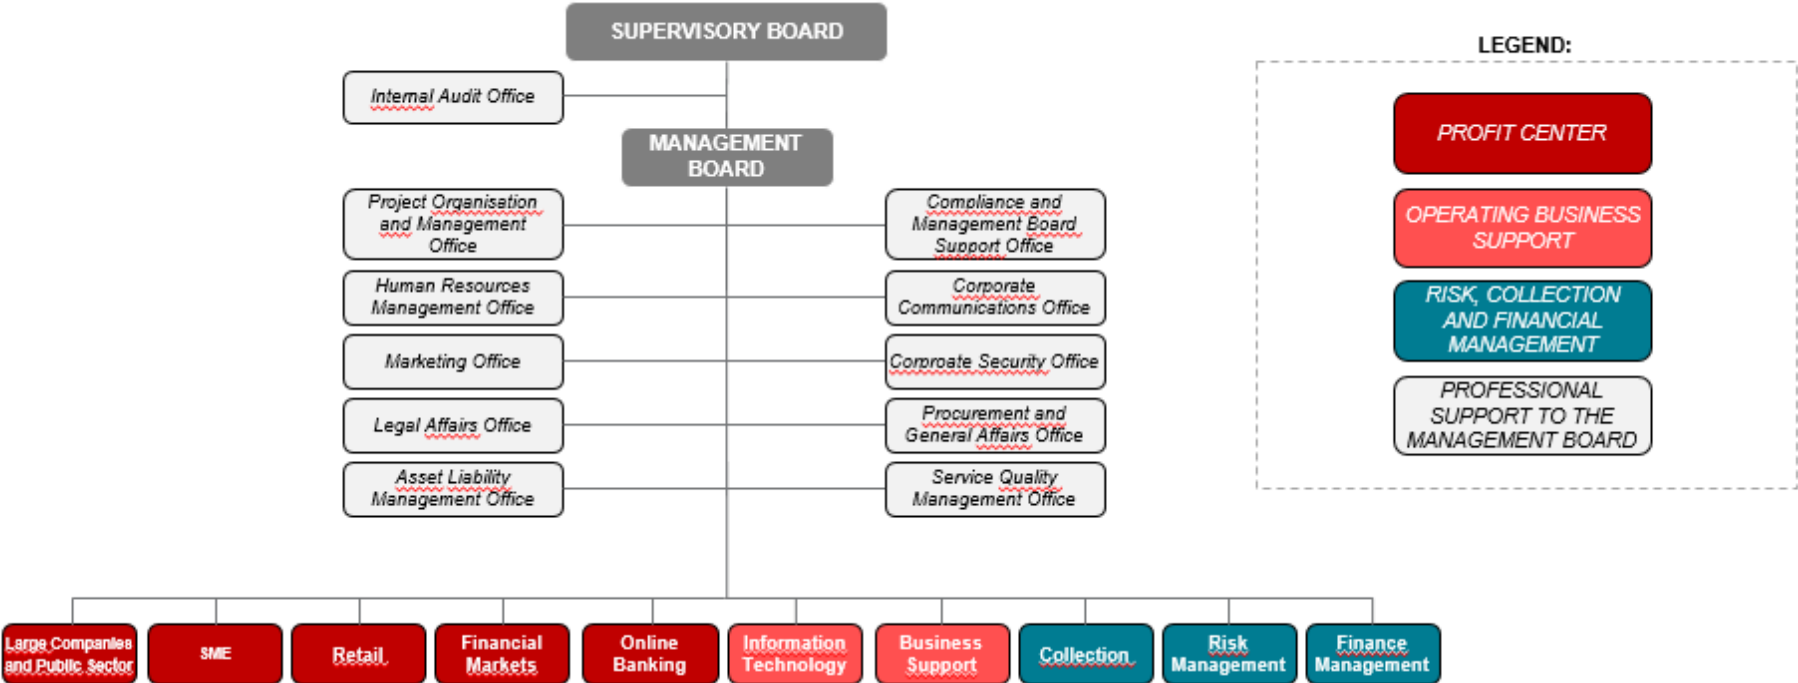 SUPERVISORY BOARD
LEGEND:
Internal Audit Office
MANAGEMENT
BOARD
Project Organisation
and Management
Office
Compliance and
Management Board
Support Office
Human Resources
Management Office
Corporate
Communications Office
Marketing Office
Corproate Security Office
Legal Affairs Office
Procurement and
General Affairs Office
Asset Liability
Management Office
Service Quality
Management Office
PROFIT CENTER
OPERATING BUSINESS
SUPPORT
RISK, COLLECTION
AND FINANCIAL
MANAGEMENT
PROFESSIONAL
SUPPORT TO THE
MANAGEMENT BOARD
Large Companies
and Public Sector
SME
Retail
Financial
Markets
Online
Banking
Information
Technology
Business
Support
Collection
Risk
Management
Finance
Management